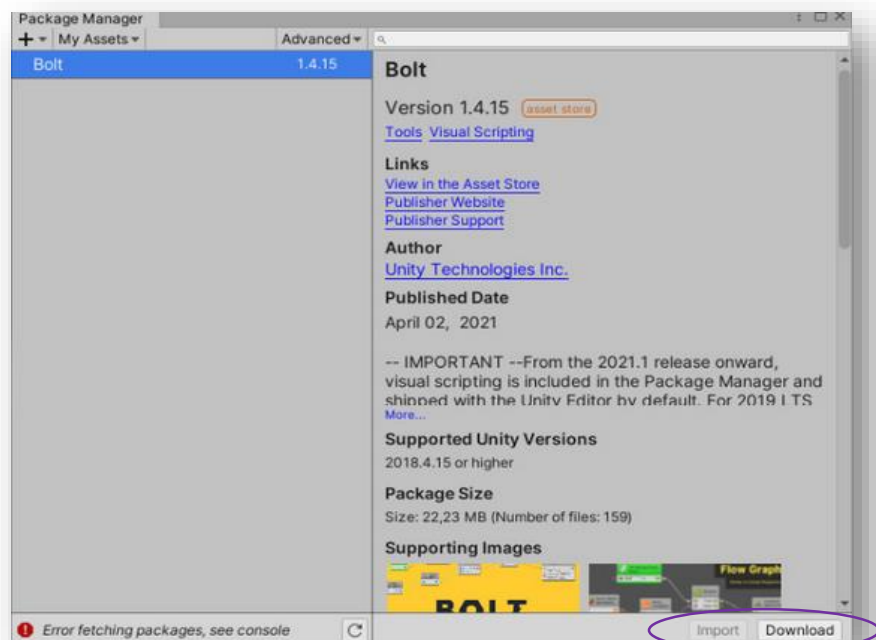 Package Manager
+ My Assets Advanced
Bolt 1.4.15
Bolt
Version 1.4.15 asset store
Tools Visual Scripting
Links
View in the Asset Store
Publisher Website
Publisher Support
Author
Unity Technologies Inc.
Published Date
April 02, 2021
-- IMPORTANT --From the 2021.1 release onward,
visual scripting is included in the Package Manager and
shipped with the Unity Editor by default. For 2019 LTS
More...
Supported Unity Versions
2018.4.15 or higher
Package Size
Size: 22,23 MB (Number of files: 159)
Supporting Images
Flow Graph
BOLT
Error fetching packages, see console
Import Download